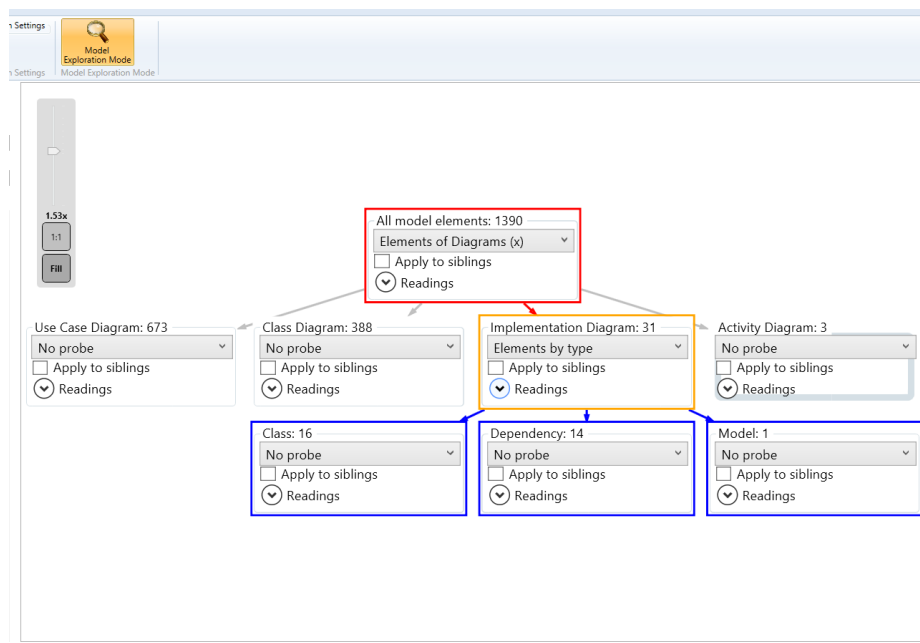 n Settings
Model
Exploration Mode
n Settings
Model Exploration Mode
1.53x
1:1
Fill
All model elements: 1390
Elements of Diagrams (x)
Apply to siblings
Readings
Use Case Diagram: 673
No probe
Apply to siblings
Readings
Class Diagram: 388
No probe
Apply to siblings
Readings
Implementation Diagram: 31
Elements by type
Apply to siblings
Readings
Activity Diagram: 3
No probe
Apply to siblings
Readings
Class: 16
No probe
Apply to siblings
Readings
Dependency: 14
No probe
Apply to siblings
Readings
Model: 1
No probe
Apply to siblings
Readings